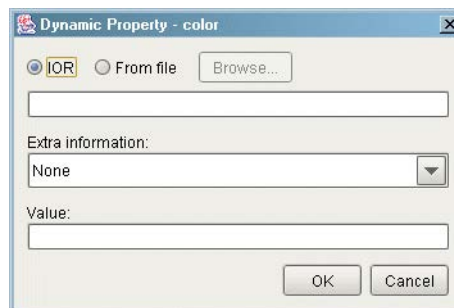 Dynamic Property - color
IOR From file Browse...
Extra information:
None
Value:
OK Cancel